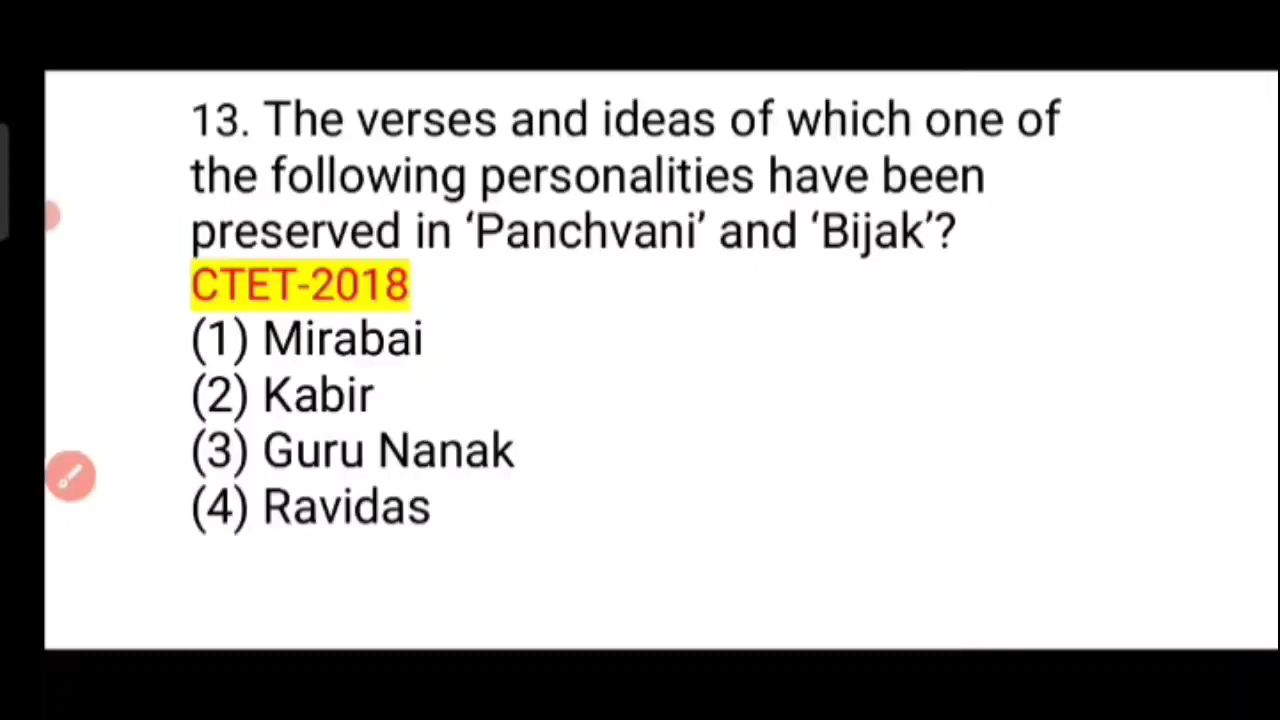 13. The verses and ideas of which one of
the following personalities have been
preserved in ‘Panchvani’ and ‘Bijak’?
CTET-2018
(1) Mirabai
(2) Kabir
(3) Guru Nanak
(4) Ravidas